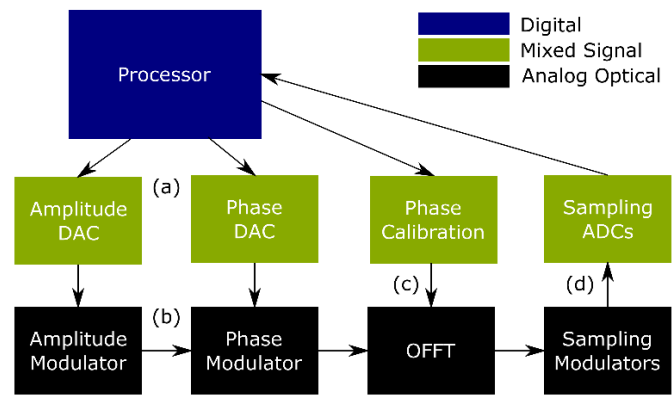 Processor
Digital
Mixed Signal
Analog Optical
(a)
Amplitude
DAC
Phase
DAC
Phase
Calibration
Sampling
ADCs
(b)
(c)
(d)
Amplitude
Modulator
Phase
Modulator
OFFT
Sampling
Modulators